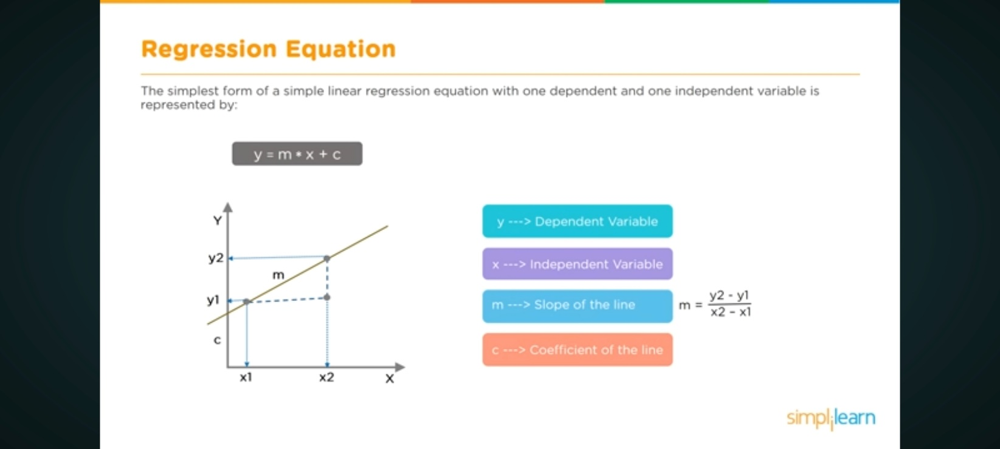 Regression Equation
The simplest form of a simple linear regression equation with one dependent and one independent variable is
represented by:
y = m * x + c
Y
y2
m
y1
c
x1
x2
X
y ---> Dependent Variable
x ---> Independent Variable
m ---> Slope of the line
m = y2 - y1
x2 - x1
c ---> Coefficient of the line
simplilearn